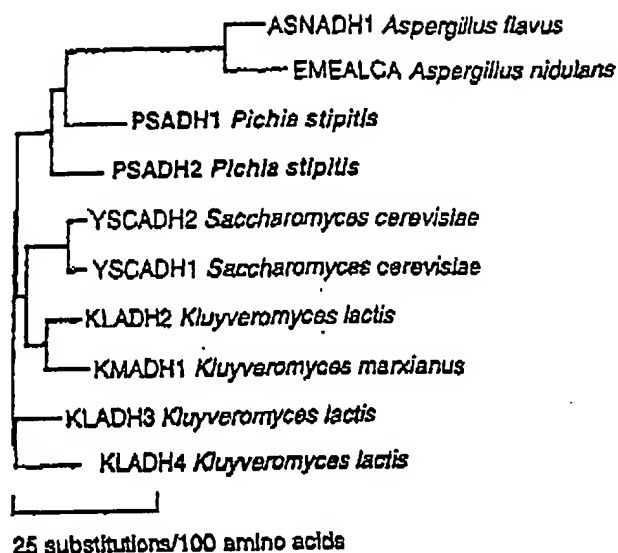 ASNADH1 Aspergillus flavus
EMEALCA Aspergillus nidulans
PSADH1 Pichia stipitis
PSADH2 Pichia stipitis
YSCADH2 Saccharomyces cerevisiae
YSCADH1 Saccharomyces cerevisiae
KLADH2 Kluyveromyces lactis
KMADH1 Kluyveromyces marxianus
KLADH3 Kluyveromyces lactis
KLADH4 Kluyveromyces lactis
25 substitutions/100 amino acids